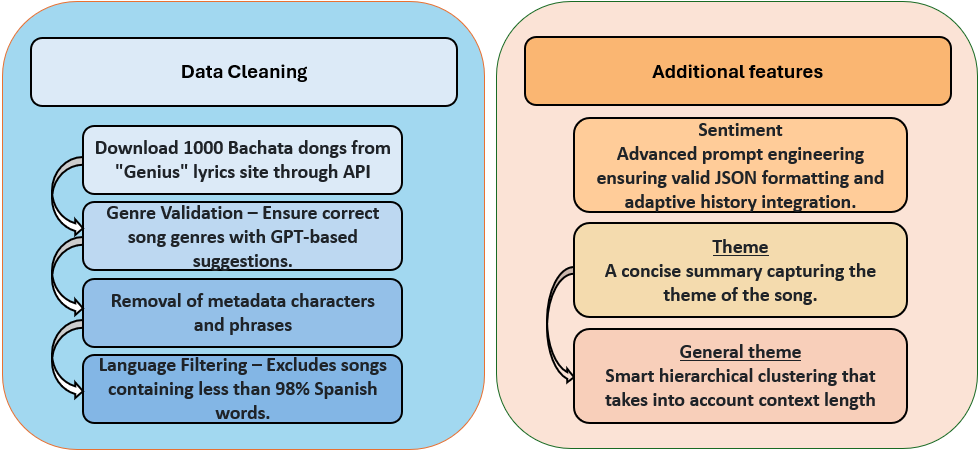 Data Cleaning
Download 1000 Bachata dongs from
"Genius" lyrics site through API
Genre Validation – Ensure correct
song genres with GPT-based
suggestions.
Removal of metadata characters
and phrases
Language Filtering – Excludes songs
containing less than 98% Spanish
words.
Additional features
Sentiment
Advanced prompt engineering
ensuring valid JSON formatting and
adaptive history integration.
Theme
A concise summary capturing the
theme of the song.
General theme
Smart hierarchical clustering that
takes into account context length